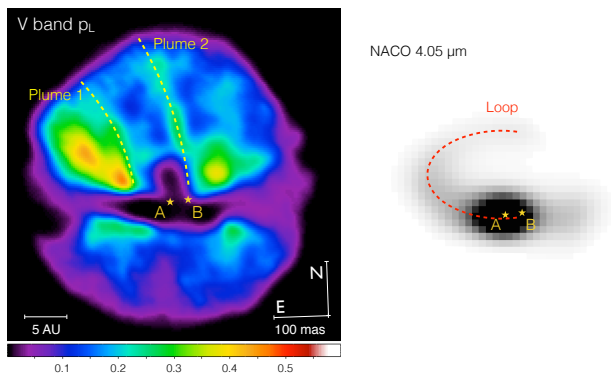 V band pL
Plume 2
Plume 1
A
B
N
E
5 AU
100 mas
0.1 0.2 0.3 0.4 0.5
NACO 4.05 µm
Loop
A
B